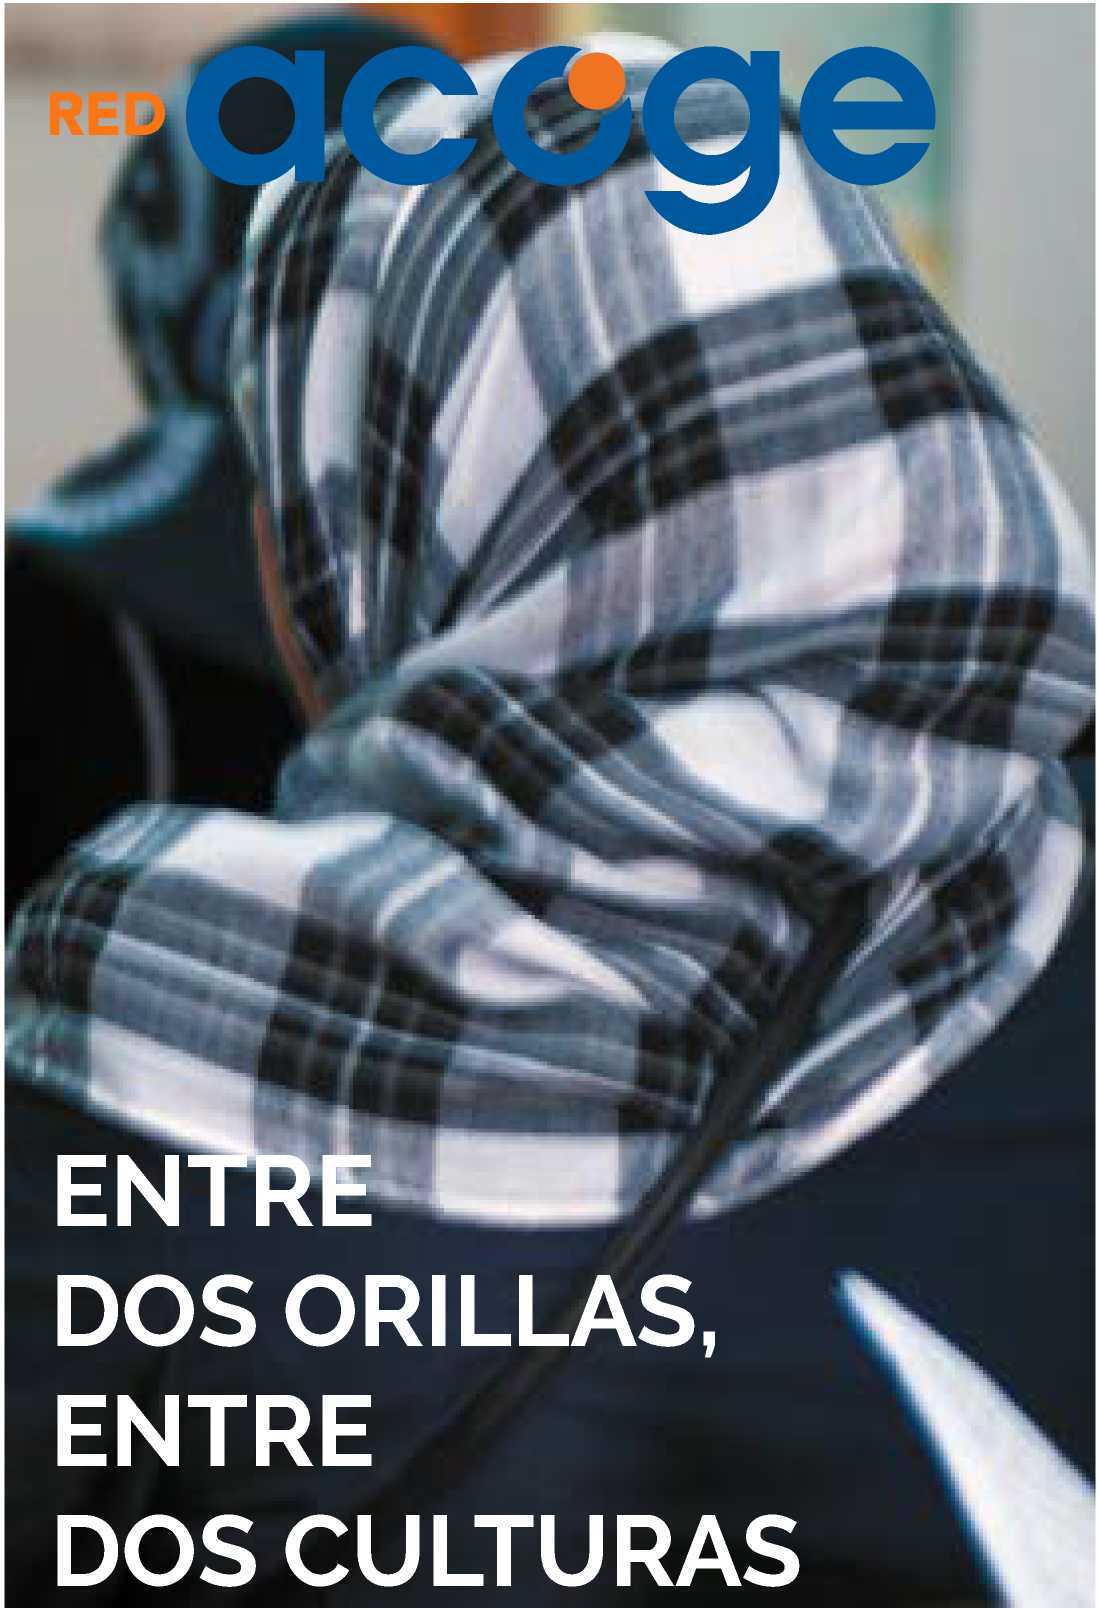 RED acoge
ENTRE
DOS ORILLAS,
ENTRE
DOS CULTURAS